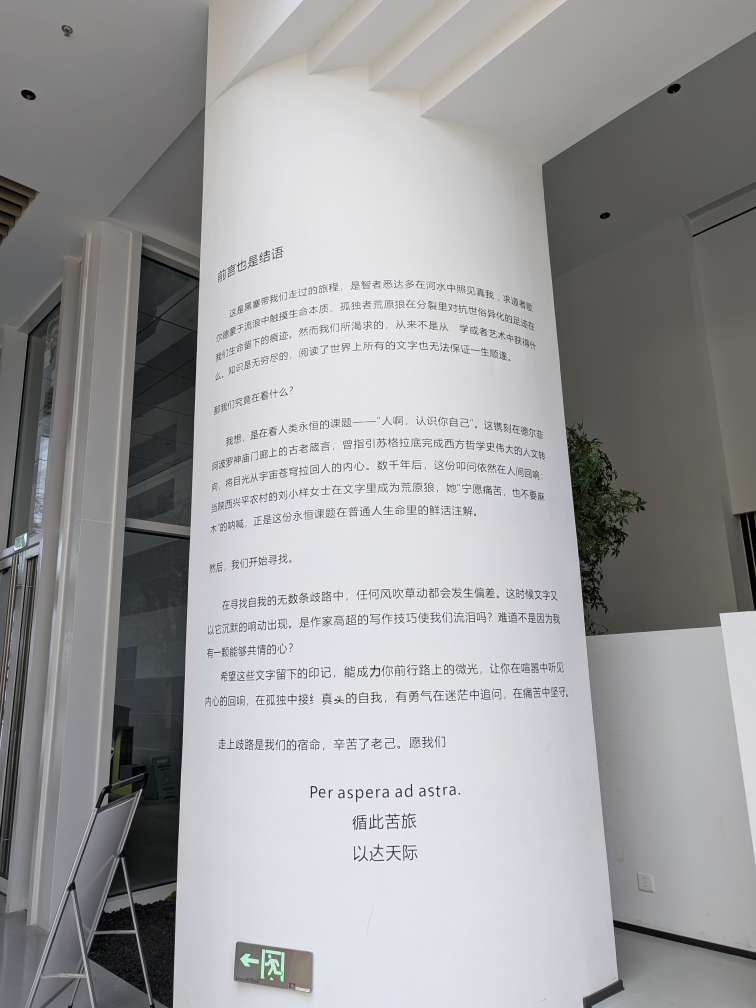 前言也是结语
这是黑塞带我们走过的旅程，是智者悉达多在河水中照见真我，求道者歌
尔德蒙于流浪中触摸生命本质，孤独者荒原狼在分裂里对抗世俗异化的足迹在
我们生命留下的痕迹。然而我们所渴求的，从来不是从 学或者艺术中获得什
么。知识是无穷尽的，阅读了世界上所有的文字也无法保证一生顺遂。
那我们究竟在看什么？
我想，是在看人类永恒的课题——“人啊，认识你自己”。这镌刻在德尔菲
阿波罗神庙门廊上的古老箴言，曾指引苏格拉底完成西方哲学史伟大的人文转
向，将目光从宇宙苍穹拉回人的内心。数千年后，这份叩问依然在人间回响：
当陕西兴平农村的刘小样女士在文字里成为荒原狼，她“宁愿痛苦，也不要麻
木”的呐喊，正是这份永恒课题在普通人生命里的鲜活注解。
然后，我们开始寻找。
在寻找自我的无数条歧路中，任何风吹草动都会发生偏差。这时候文字又
以它沉默的响动出现。是作家高超的写作技巧使我们流泪吗？难道不是因为我
有一颗能够共情的心？
希望这些文字留下的印记，能成为你前行路上的微光，让你在喧嚣中听见
内心的回响，在孤独中接纟真头的自我，有勇气在迷茫中追问，在痛苦中坚守。
走上歧路是我们的宿命，辛苦了老己。愿我们
Per aspera ad astra.
循此苦旅
以达天际